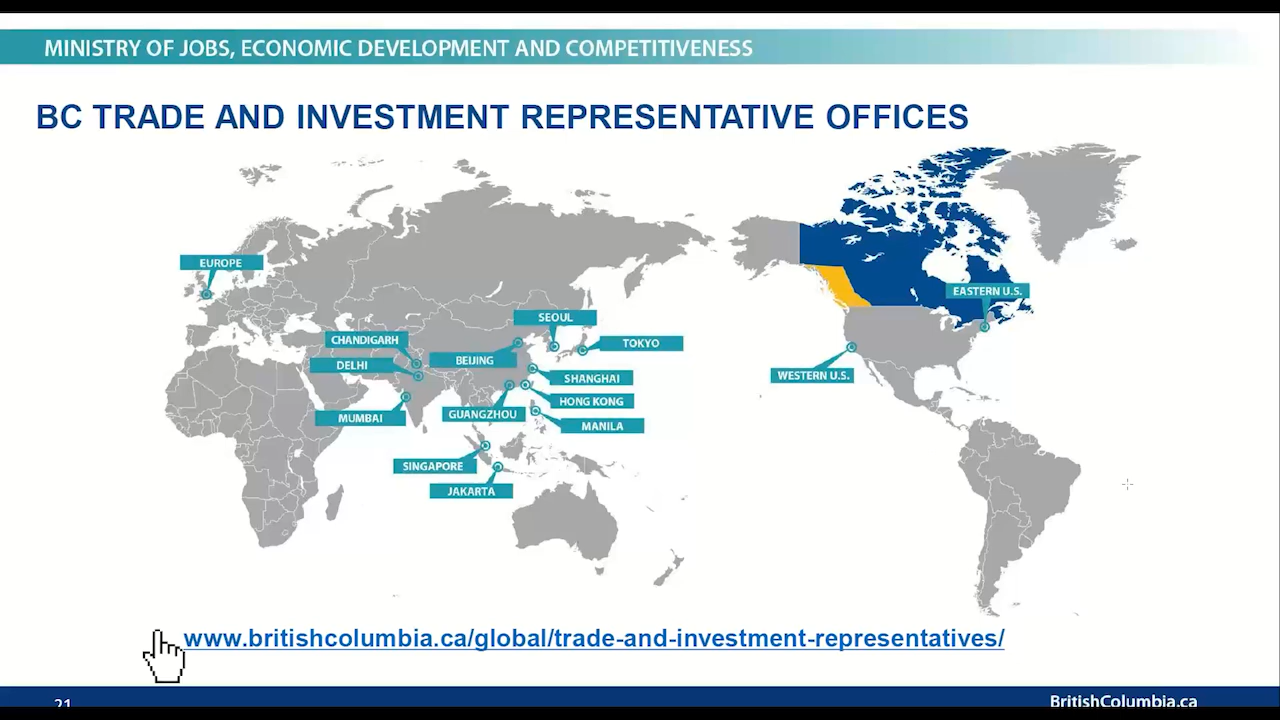 MINISTRY OF JOBS, ECONOMIC DEVELOPMENT AND COMPETITIVENESS
BC TRADE AND INVESTMENT REPRESENTATIVE OFFICES
EUROPE
EASTERN U.S.
SEOUL
CHANDIGARH
TOKYO
BEIJING
DELHI
WESTERN U.S.
SHANGHAI
HONG KONG
GUANGZHOU
MUMBAI
MANILA
SINGAPORE
JAKARTA
www.britishcolumbia.ca/global/trade-and-investment-representatives/
21
BritishColumbia.ca